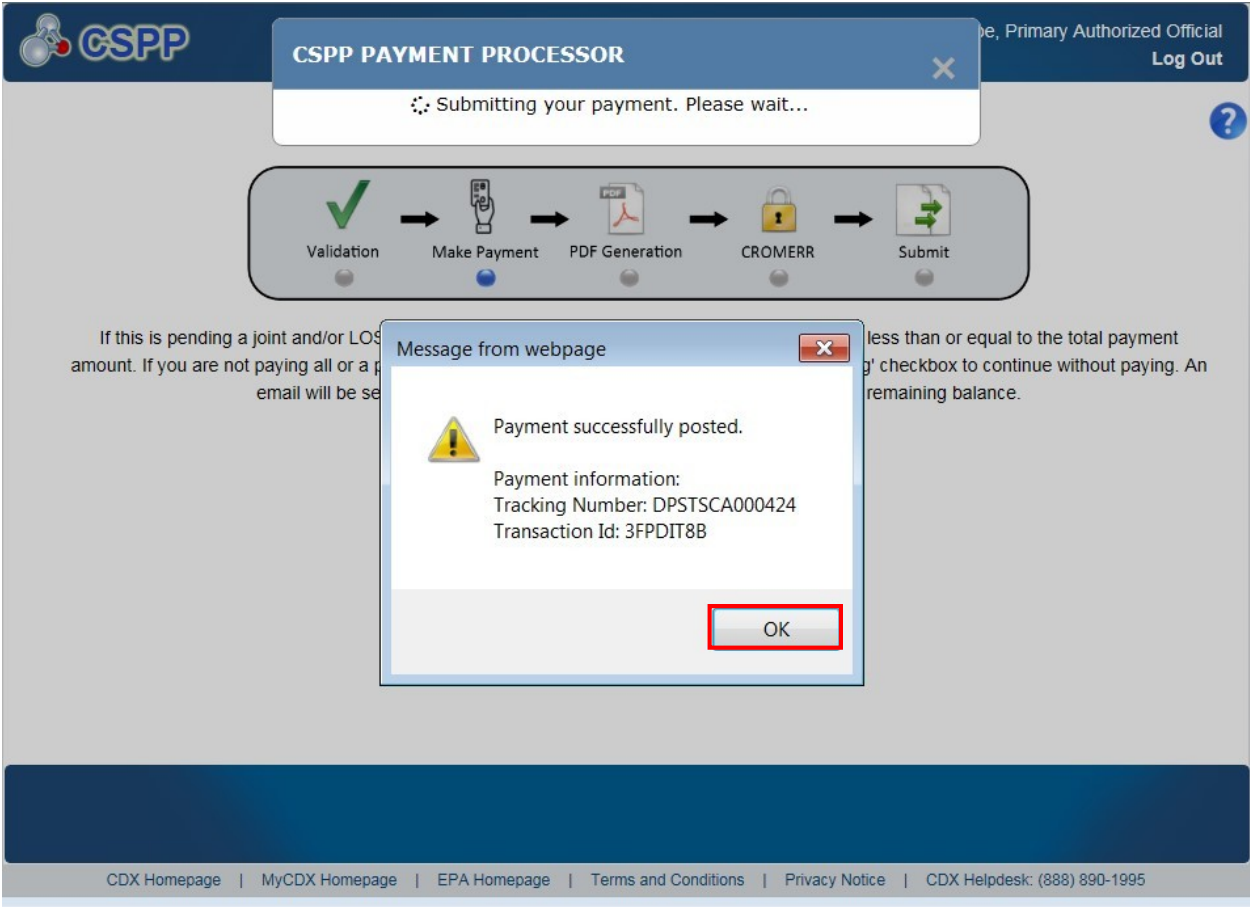 CSPP
CSPP PAYMENT PROCESSOR
, Primary Authorized Official
Log Out
Submitting your payment. Please wait...
?
PDF
Validation
Make Payment
PDF Generation
CROMERR
Submit
If this is pending a joint and/or less than or equal to the total payment
amount. If you are not paying all or a checkbox to continue without paying. An
email will be remaining balance.
Message from webpage
Payment successfully posted.
Payment information:
Tracking Number: DPSTSCA000424
Transaction Id: 3FPDIT8B
OK
CDX Homepage | MyCDX Homepage | EPA Homepage | Terms and Conditions | Privacy Notice | CDX Helpdesk: (888) 890-1995